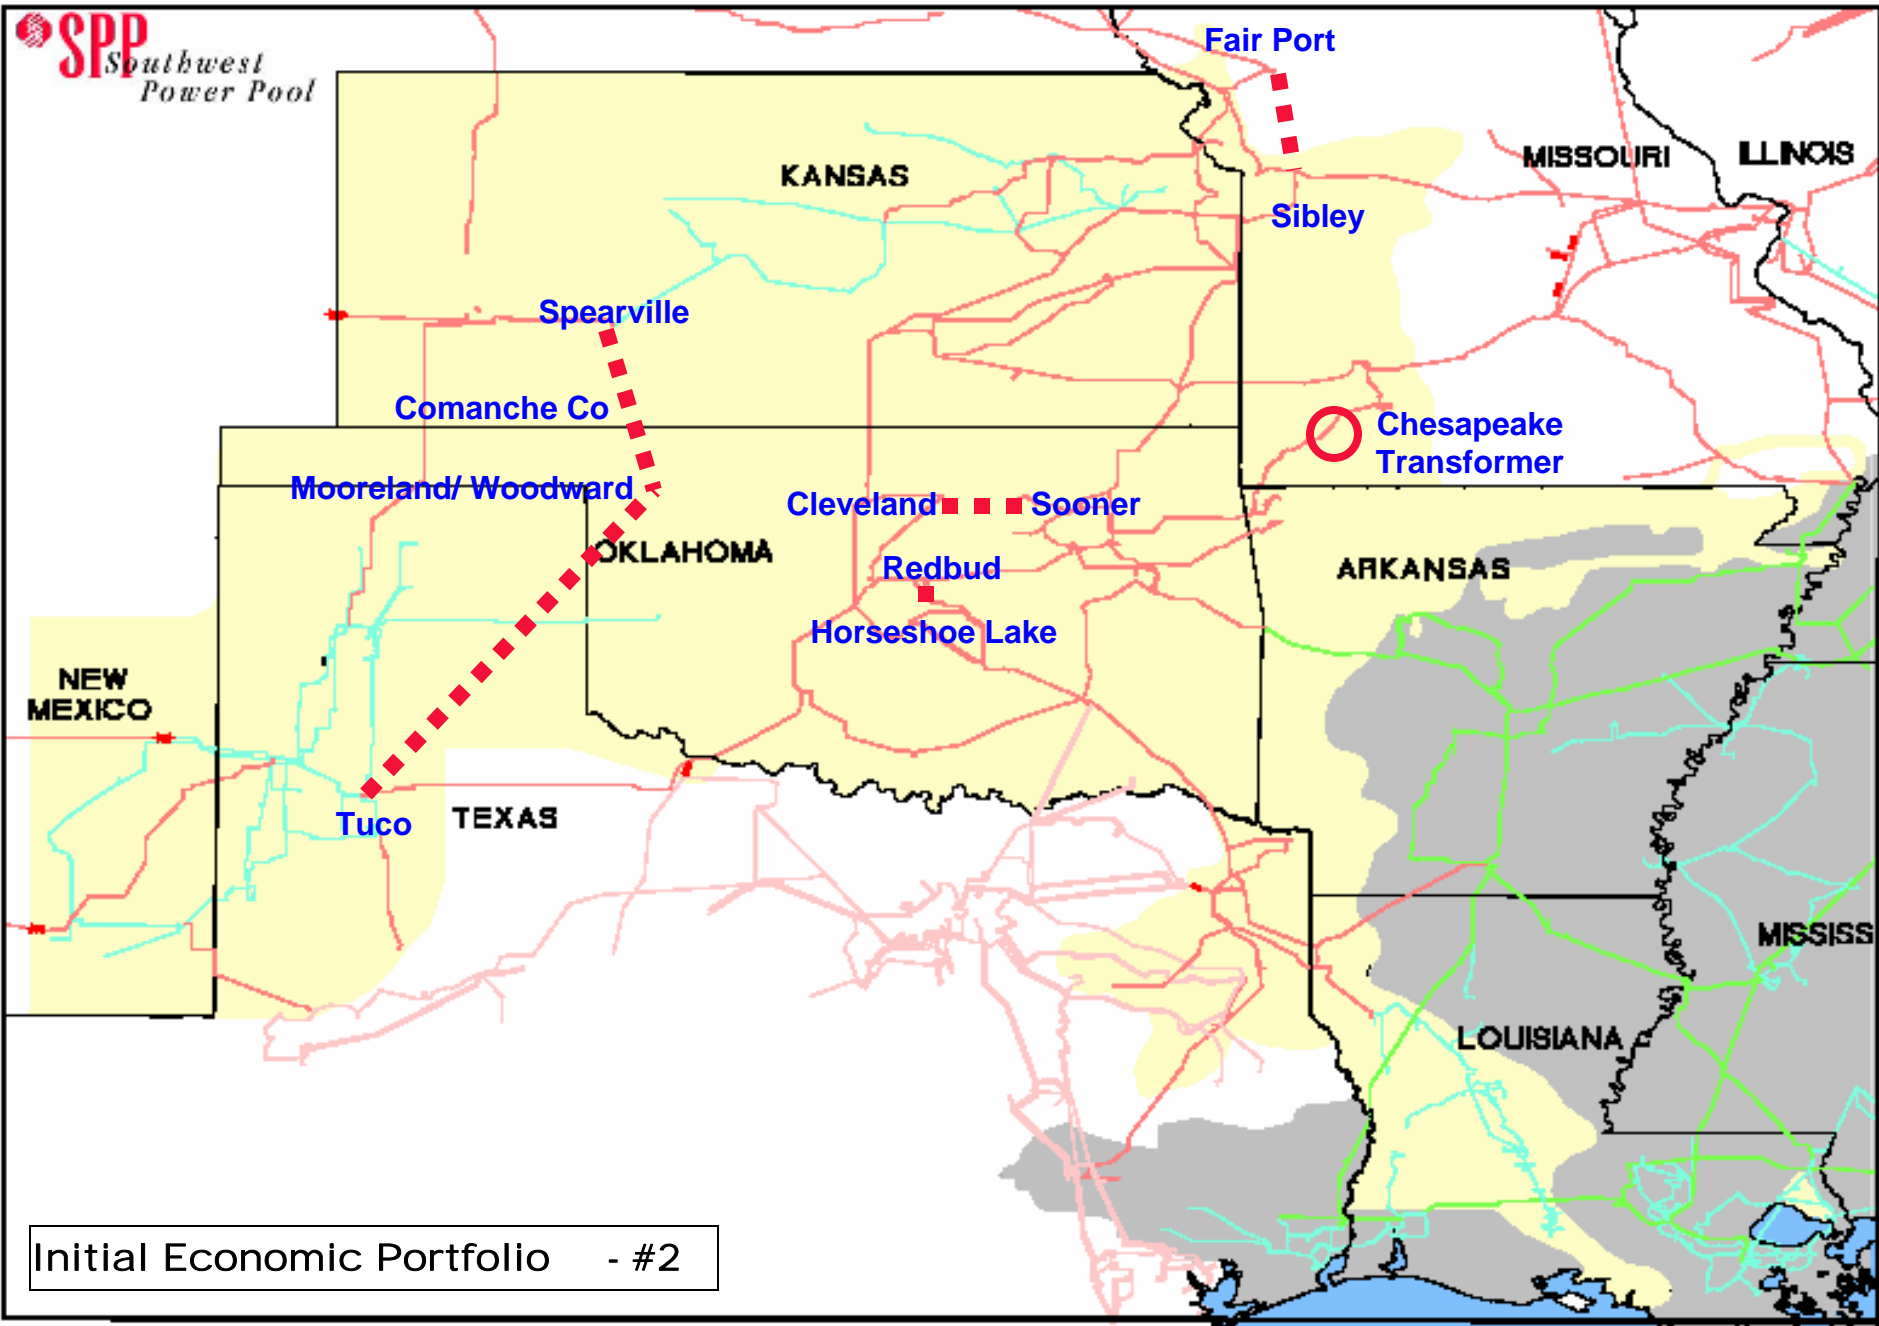 SPP
Southwest
Power Pool
Fair Port
KANSAS
MISSOURI
ILLINOIS
Sibley
Spearville
Comanche Co
Chesapeake
Transformer
Mooreland/ Woodward
Cleveland
Sooner
OKLAHOMA
Redbud
ARKANSAS
Horseshoe Lake
NEW
MEXICO
Tuco
TEXAS
MISSISS
LOUISIANA
Initial Economic Portfolio - #2